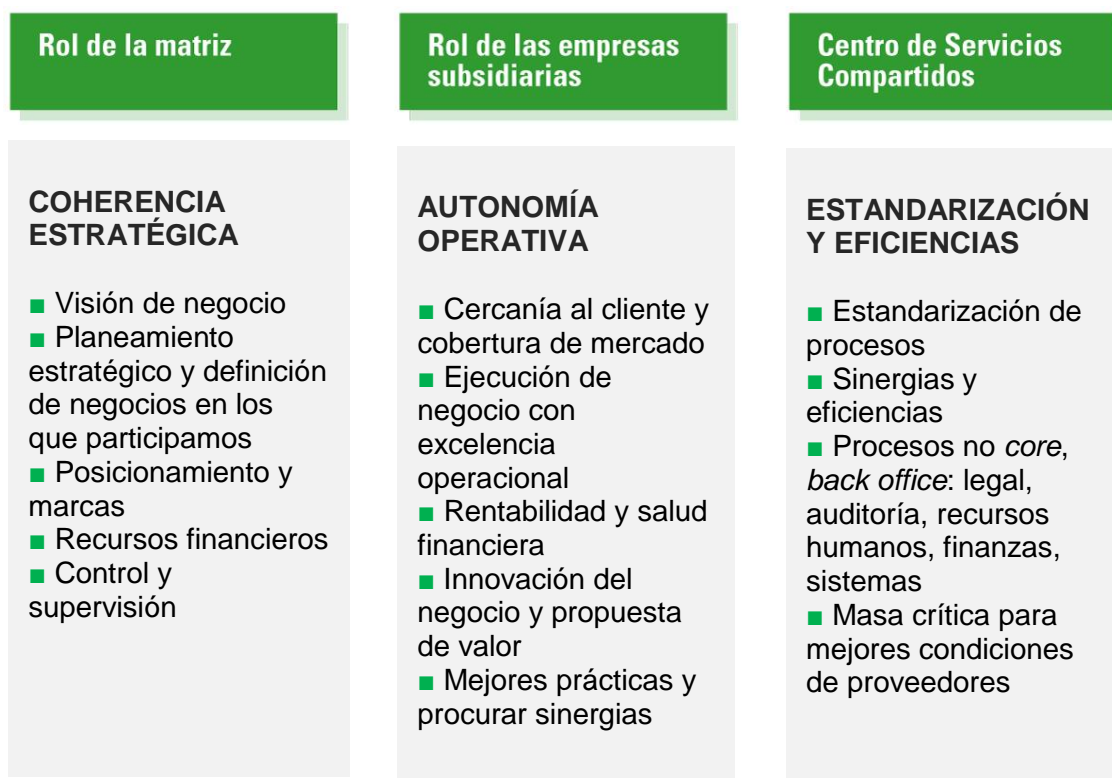 Rol de la matriz
COHERENCIA
ESTRATÉGICA
■ Visión de negocio
■ Planeamiento
estratégico y definición
de negocios en los
que participamos
■ Posicionamiento y
marcas
■ Recursos financieros
■ Control y
supervisión
Rol de las empresas
subsidiarias
AUTONOMÍA
OPERATIVA
■ Cercanía al cliente y
cobertura de mercado
■ Ejecución de
negocio con
excelencia
operacional
■ Rentabilidad y salud
financiera
■ Innovación del
negocio y propuesta
de valor
■ Mejores prácticas y
procurar sinergias
Centro de Servicios
Compartidos
ESTANDARIZACIÓN
Y EFICIENCIAS
■ Estandarización de
procesos
■ Sinergias y
eficiencias
■ Procesos no core,
back office: legal,
auditoría, recursos
humanos, finanzas,
sistemas
■ Masa crítica para
mejores condiciones
de proveedores